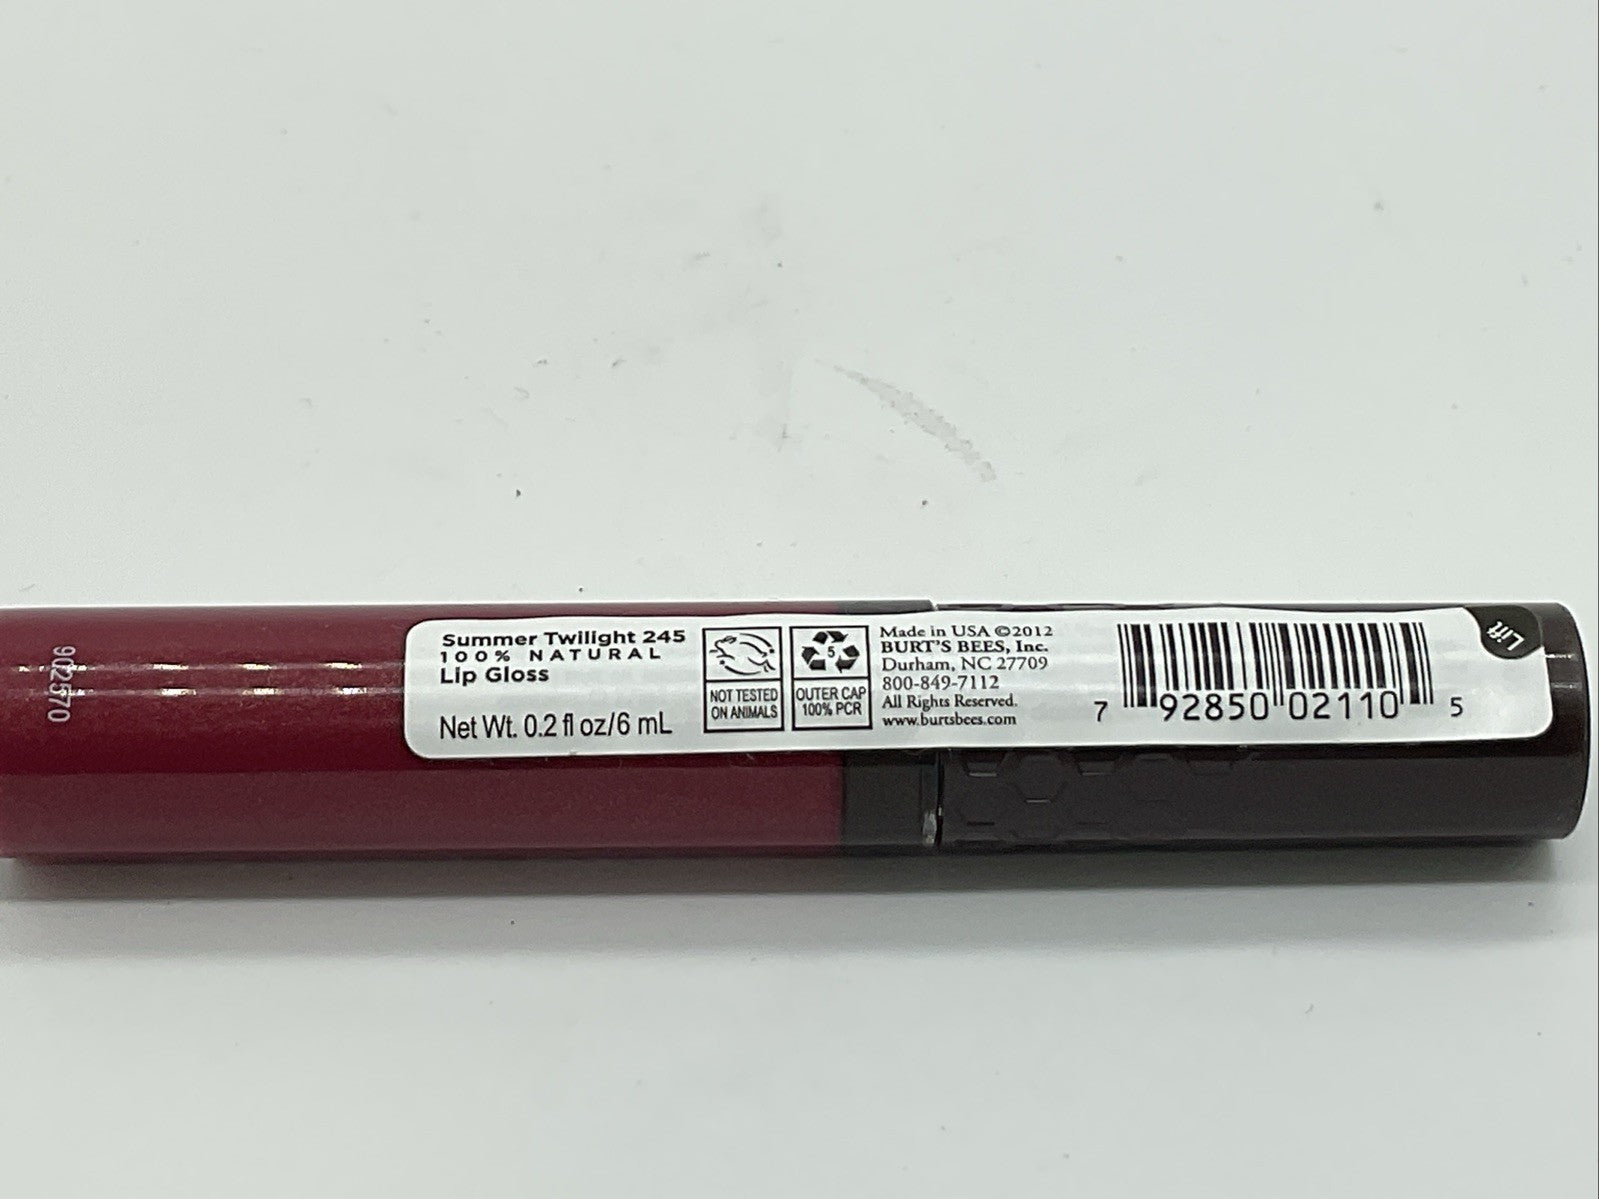 902570
Summer Twilight 245
100% NATURAL
Lip Gloss
Net Wt. 0.2 fl oz/6 mL
NOT TESTED
ON ANIMALS
5
OUTER CAP
100% PCR
Made in USA ©2012
BURT'S BEES, Inc.
Durham, NC 27709
800-849-7112
All Rights Reserved.
www.burtsbees.com
7 92850 02110 5
Lift